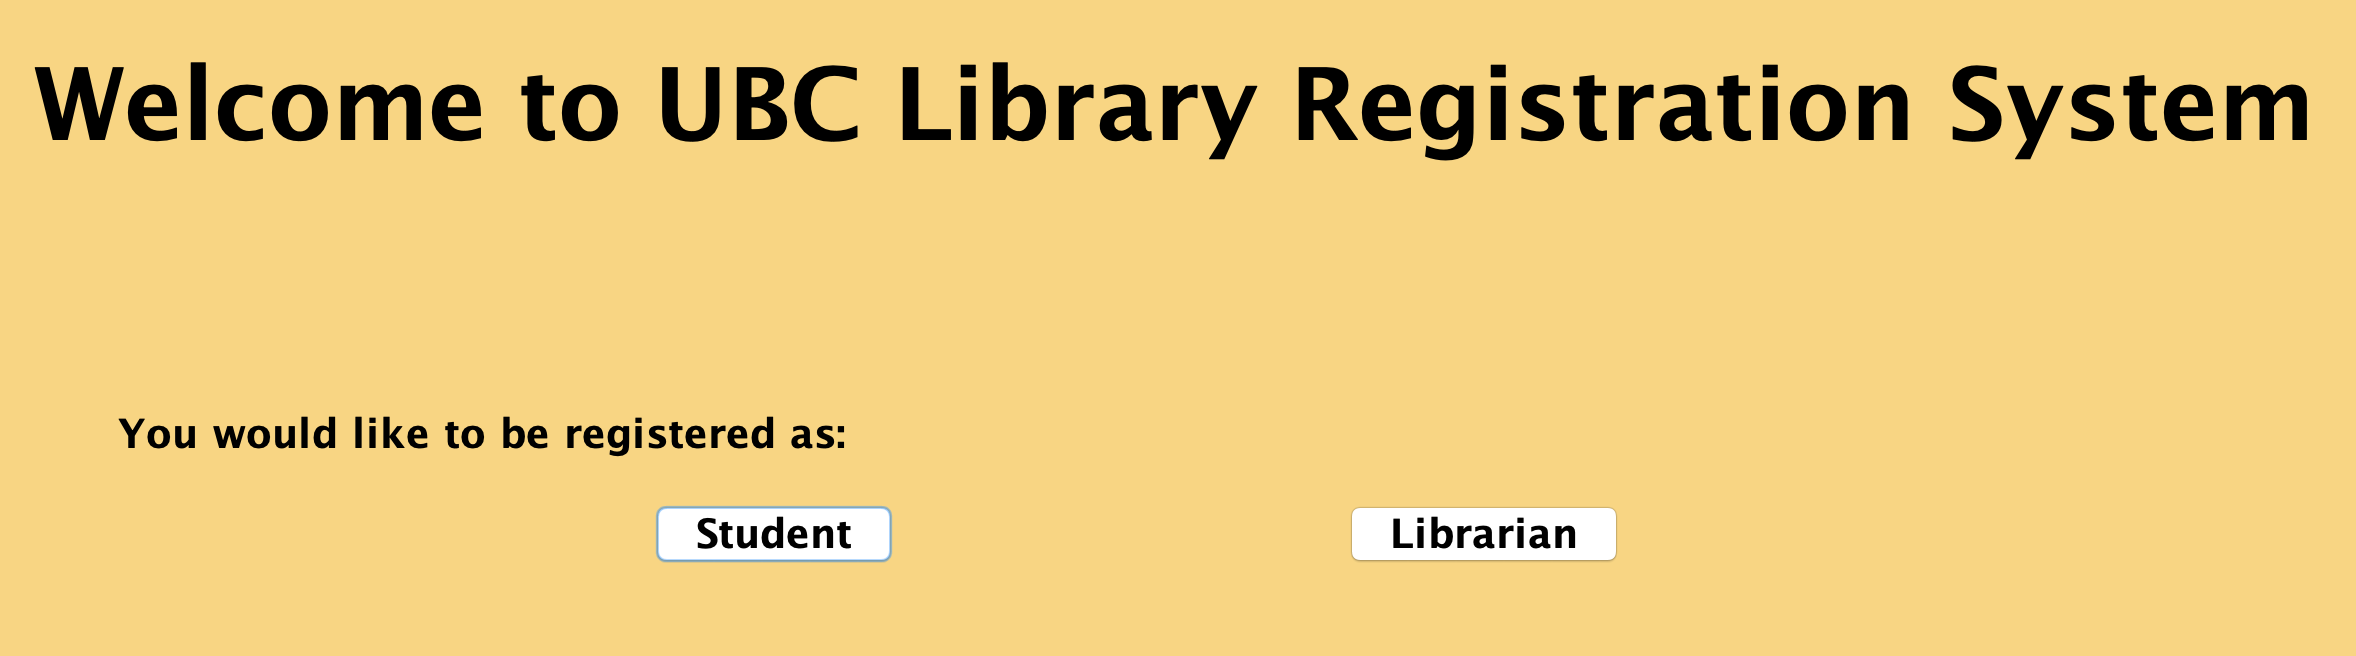 Welcome to UBC Library Registration System
You would like to be registered as:
Student Librarian